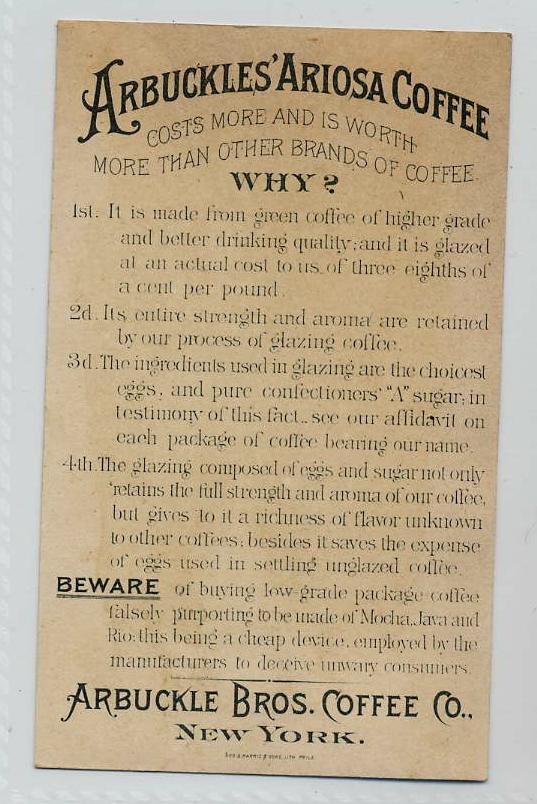 ARBUCKLES' ARIOSA COFFEE
COSTS MORE AND IS WORTH
MORE THAN OTHER BRANDS OF COFFEE.
WHY?
1st. It is made from green coffee of higher grade
and better drinking quality; and it is glazed
at an actual cost to us, of three eighths of
a cent per pound.
2d. Its, entire strength and aroma are retained
by our process of glazing coffee.
3d. The ingredients used in glazing are the choicest
eggs, and pure confectioners' "A" sugar; in
testimony of this fact, see our affidavit on
each package of coffee bearing our name.
4th. The glazing composed of eggs and sugar not only
retains the full strength and aroma of our coffee,
but gives to it a richness of flavor unknown
to other coffees; besides it saves the expense
of eggs used in settling unglazed coffee.
BEWARE of buying low-grade package coffee
falsely purporting to be made of Mocha, Java and
Rio; this being a cheap device, employed by the
manufacturers to deceive unwary consumers.
ARBUCKLE BROS. COFFEE CO.,
NEW YORK.
HARRIS & SONS, LITH. PHILA